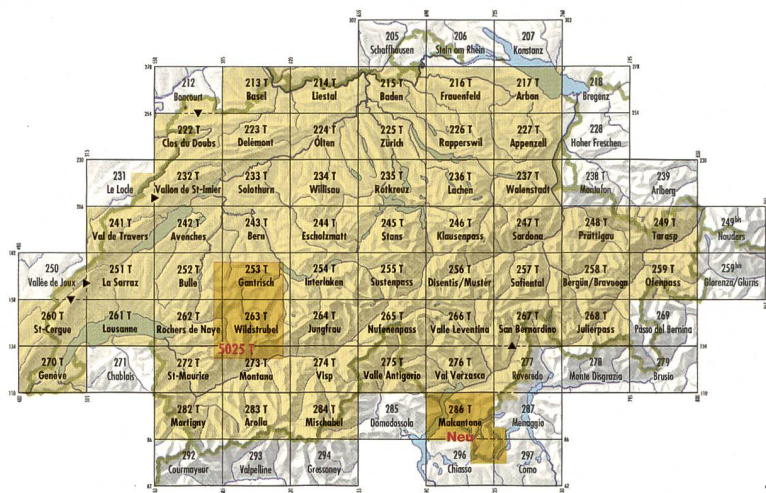 205 206 207
Schaffhausen Stein am Rhein Konstanz
212 213 T 214 T 215 T 216 T 217 T 218
Boncourt Basel Liestal Baden Frauenfeld Arbon Bregenz
222 T 223 T 224 T 225 T 226 T 227 T 228
Clos du Doubs Delémont Olten Zürich Rapperswil Appenzell Hoher Freschen
231 232 T 233 T 234 T 235 T 236 T 237 T 238 T 239
Le Locle Vallon de St-Imier Solothurn Willisau Rotkreuz Lachen Walenstadt Montafon Arlberg
241 T 242 T 243 T 244 T 245 T 246 T 247 T 248 T 249 T 249bis
Val de Travers Avenches Bern Escholzmatt Stans Klausenpass Sardona Prättigau Tarasp Nauders
250 251 T 252 T 253 T 254 T 255 T 256 T 257 T 258 T 259 T 259bis
Vallée de Joux La Sarraz Bulle Gantrisch Interlaken Sustenpass Disentis/Mustér Safiental Bergün/Bravuogn Ofenpass Glorenza/Glurns
260 T 261 T 262 T 263 T 264 T 265 T 266 T 267 T 268 T 269
St-Cergue Lausanne Rochers de Naye Wildstrubel Jungfrau Nufenenpass Valle Leventina San Bernardino Julierpass Passo del Bernina
5025 T
270 T 271 272 T 273 T 274 T 275 T 276 T 277 278 279
Genève Chablais St-Maurice Montana Visp Valle Antigorio Val Verzasca Roveredo Monte Disgrazia Brusio
282 T 283 T 284 T 285 286 T 287
Martigny Arolla Mischabel Domodossola Malcantone Menaggio
Neu
292 293 294 296 297
Courmayeur Valpelline Gressoney Chiasso Como